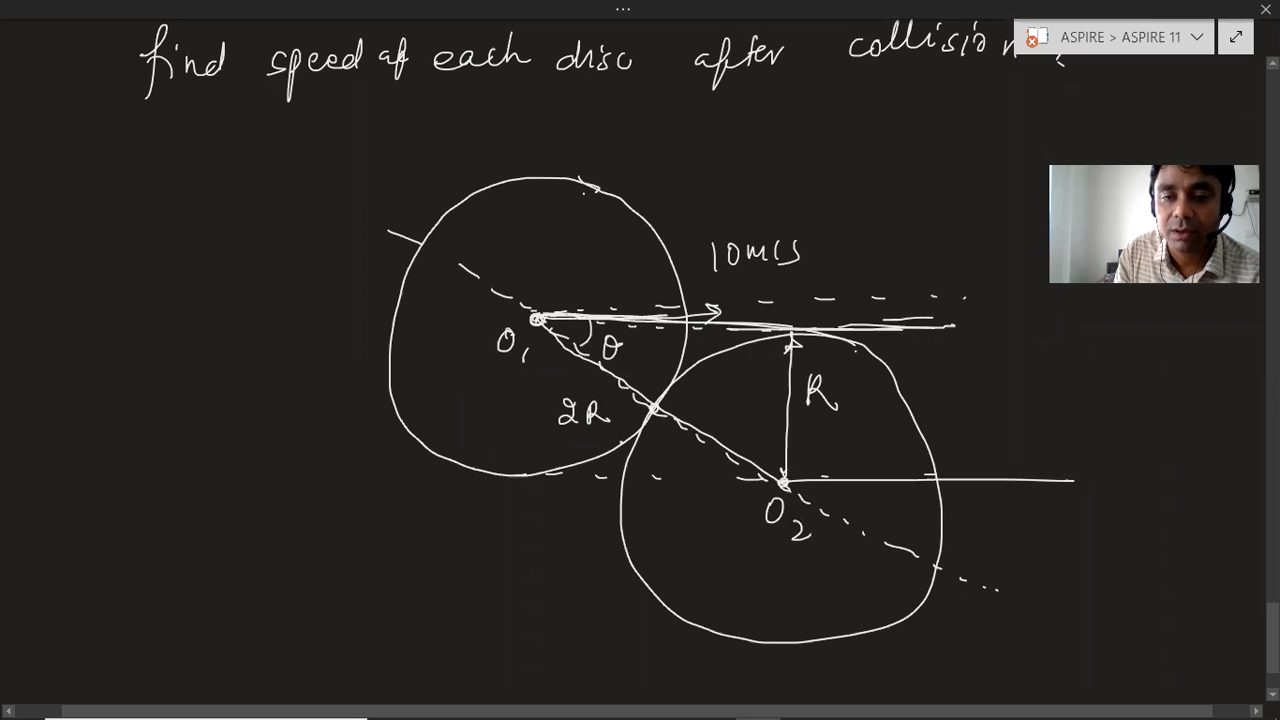 find speed of each disc after collision.
ASPIRE > ASPIRE 11
10m/s
O1
θ
2R
R
O2